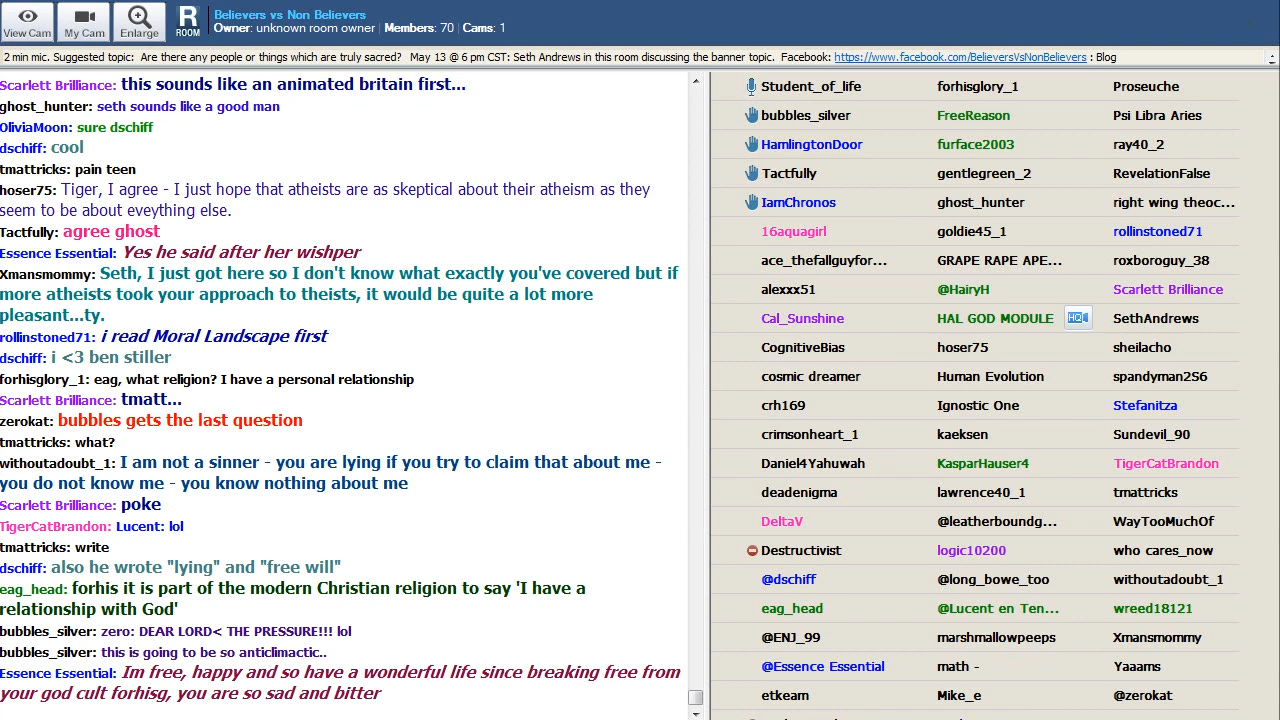 Believers vs Non Believers
Owner: unknown room owner | Members: 70 | Cams: 1
View Cam
My Cam
Enlarge
R
ROOM
2 min mic. Suggested topic: Are there any people or things which are truly sacred? May 13 @ 6 pm CST: Seth Andrews in this room discussing the banner topic. Facebook: https://www.facebook.com/BelieversVsNonBelievers : Blog
Scarlett Brilliance: this sounds like an animated britain first...
ghost_hunter: seth sounds like a good man
OliviaMoon: sure dschiff
dschiff: cool
tmattricks: pain teen
hoser75: Tiger, I agree - I just hope that atheists are as skeptical about their atheism as they
seem to be about eveything else.
Tactfully: agree ghost
Essence Essential: Yes he said after her wishper
Xmansmommy: Seth, I just got here so I don't know what exactly you've covered but if
more atheists took your approach to theists, it would be quite a lot more
pleasant...ty.
rollinstoned71: i read Moral Landscape first
dschiff: i <3 ben stiller
forhisglory_1: eag, what religion? I have a personal relationship
Scarlett Brilliance: tmatt...
zerokat: bubbles gets the last question
tmattricks: what?
withoutadoubt_1: I am not a sinner - you are lying if you try to claim that about me -
you do not know me - you know nothing about me
Scarlett Brilliance: poke
TigerCatBrandon: Lucent: lol
tmattricks: write
dschiff: also he wrote "lying" and "free will"
eag_head: forhis it is part of the modern Christian religion to say 'I have a
relationship with God'
bubbles_silver: zero: DEAR LORD< THE PRESSURE!!! lol
bubbles_silver: this is going to be so anticlimactic..
Essence Essential: Im free, happy and so have a wonderful life since breaking free from
your god cult forhisg, you are so sad and bitter
Student_of_life
bubbles_silver
HamlingtonDoor
Tactfully
IamChronos
16aquagirl
ace_thefallguyfor...
alexxx51
Cal_Sunshine
CognitiveBias
cosmic dreamer
crh169
crimsonheart_1
Daniel4Yahuwah
deadenigma
DeltaV
Destructivist
@dschiff
eag_head
@ENJ_99
@Essence Essential
etkeam
forhisglory_1
FreeReason
furface2003
gentlegreen_2
ghost_hunter
goldie45_1
GRAPE RAPE APE...
@HairyH
HAL GOD MODULE HQ
hoser75
Human Evolution
Ignostic One
kaeksen
KasparHauser4
lawrence40_1
@leatherboundg...
logic10200
@long_bowe_too
@Lucent en Ten...
marshmallowpeeps
math -
Mike_e
Proseuche
Psi Libra Aries
ray40_2
RevelationFalse
right wing theoc...
rollinstoned71
roxboroguy_38
Scarlett Brilliance
SethAndrews
sheilacho
spandyman2S6
Stefanitza
Sundevil_90
TigerCatBrandon
tmattricks
WayTooMuchOf
who cares_now
withoutadoubt_1
wreed18121
Xmansmommy
Yaaams
@zerokat